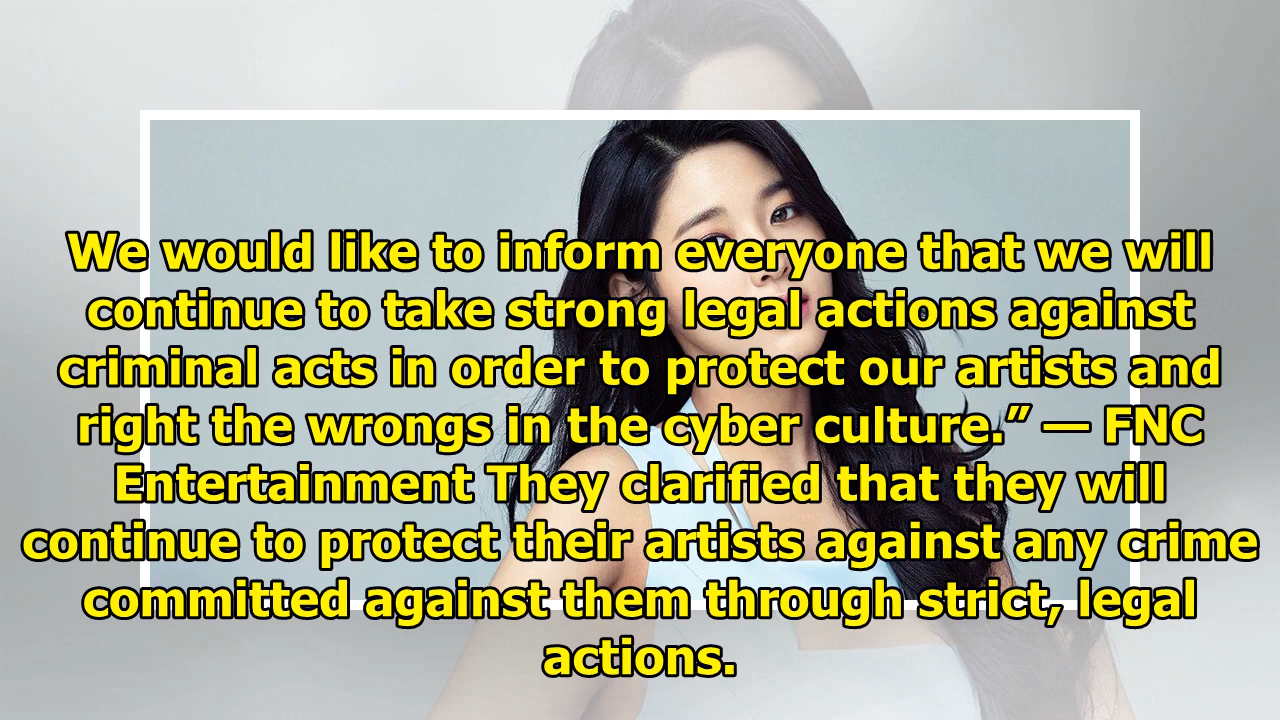 We would like to inform everyone that we will
continue to take strong legal actions against
criminal acts in order to protect our artists and
right the wrongs in the cyber culture.” — FNC
Entertainment They clarified that they will
continue to protect their artists against any crime
committed against them through strict, legal
actions.